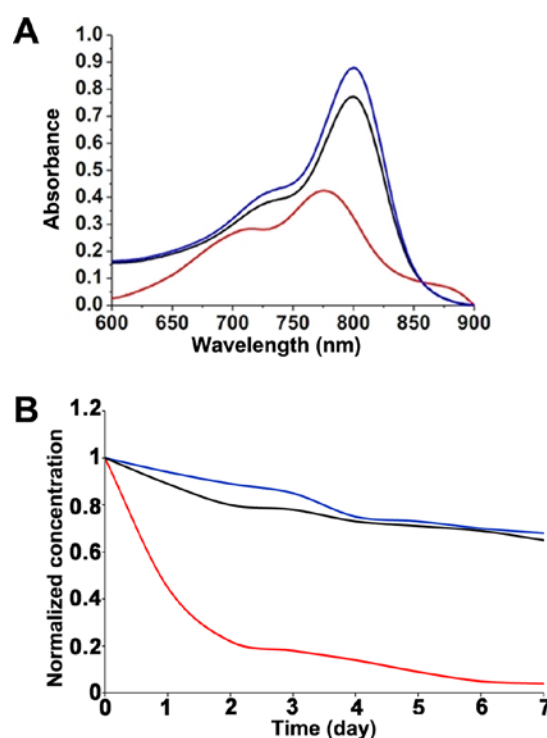 A
1.0
0.9
0.8
0.7
0.6
0.5
0.4
0.3
0.2
0.1
0.0
Absorbance
600 650 700 750 800 850 900
Wavelength (nm)
B
1.2
1
0.8
0.6
0.4
0.2
0
Normalized concentration
0 1 2 3 4 5 6 7
Time (day)